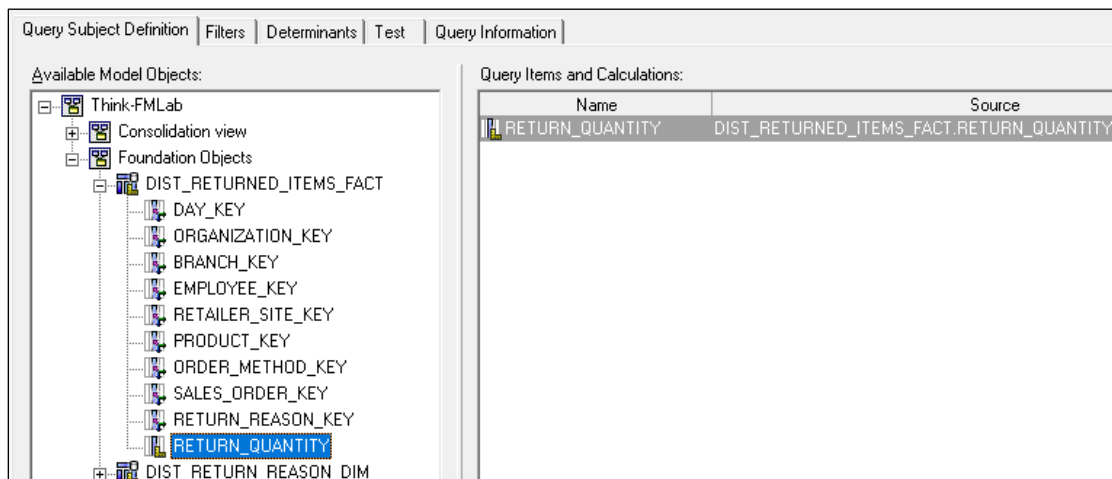 Query Subject Definition Filters Determinants Test Query Information
Available Model Objects:
Think-FMLab
Consolidation view
Foundation Objects
DIST_RETURNED_ITEMS_FACT
DAY_KEY
ORGANIZATION_KEY
BRANCH_KEY
EMPLOYEE_KEY
RETAILER_SITE_KEY
PRODUCT_KEY
ORDER_METHOD_KEY
SALES_ORDER_KEY
RETURN_REASON_KEY
RETURN_QUANTITY
DIST_RETURN_REASON_DIM
Query Items and Calculations:
Name Source
RETURN_QUANTITY DIST_RETURNED_ITEMS_FACT.RETURN_QUANTITY